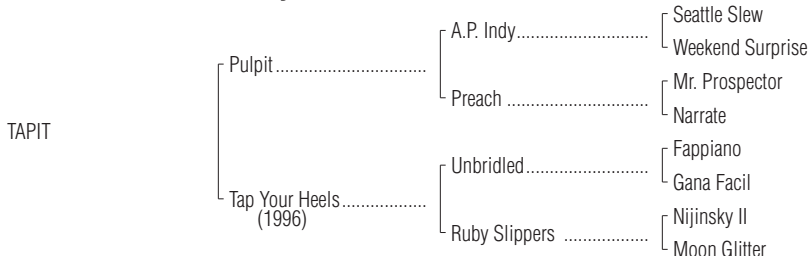 Seattle Slew
A.P. Indy..............................
Weekend Surprise
Pulpit................................
Mr. Prospector
Preach ..............................
Narrate
TAPIT
Fappiano
Unbridled..........................
Gana Facil
Tap Your Heels..................
(1996)
Nijinsky II
Ruby Slippers ..................
Moon Glitter